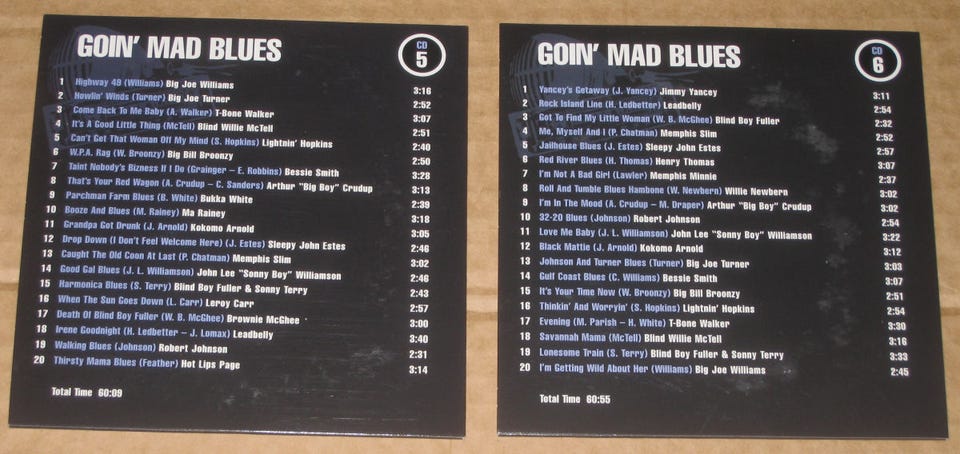 GOIN' MAD BLUES
CD
5
1 Highway 49 (Williams) Big Joe Williams 3:16
2 Howlin' Winds (Turner) Big Joe Turner 2:52
3 Come Back To Me Baby (A. Walker) T-Bone Walker 3:07
4 It's A Good Little Thing (McTell) Blind Willie McTell 2:51
5 Can't Get That Woman Off My Mind (S. Hopkins) Lightnin' Hopkins 2:40
6 W.P.A. Rag (W. Broonzy) Big Bill Broonzy 2:50
7 Taint Nobody's Bizness If I Do (Grainger – E. Robbins) Bessie Smith 3:28
8 That's Your Red Wagon (A. Crudup – C. Sanders) Arthur "Big Boy" Crudup 3:13
9 Parchman Farm Blues (B. White) Bukka White 2:39
10 Booze And Blues (M. Rainey) Ma Rainey 3:18
11 Grandpa Got Drunk (J. Arnold) Kokomo Arnold 3:05
12 Drop Down (I Don't Feel Welcome Here) (J. Estes) Sleepy John Estes 2:46
13 Caught The Old Coon At Last (P. Chatman) Memphis Slim 3:02
14 Good Gal Blues (J. L. Williamson) John Lee "Sonny Boy" Williamson 2:46
15 Harmonica Blues (S. Terry) Blind Boy Fuller & Sonny Terry 2:43
16 When The Sun Goes Down (L. Carr) Leroy Carr 2:57
17 Death Of Blind Boy Fuller (W. B. McGhee) Brownie McGhee 3:00
18 Irene Goodnight (H. Ledbetter – J. Lomax) Leadbelly 3:40
19 Walking Blues (Johnson) Robert Johnson 2:31
20 Thirsty Mama Blues (Feather) Hot Lips Page 3:14
Total Time 60:09
GOIN' MAD BLUES
CD
6
1 Yancey's Getaway (J. Yancey) Jimmy Yancey 3:11
2 Rock Island Line (H. Ledbetter) Leadbelly 2:54
3 Got To Find My Little Woman (W. B. McGhee) Blind Boy Fuller 2:32
4 Me, Myself And I (P. Chatman) Memphis Slim 2:52
5 Jailhouse Blues (J. Estes) Sleepy John Estes 2:57
6 Red River Blues (H. Thomas) Henry Thomas 3:07
7 I'm Not A Bad Girl (Lawler) Memphis Minnie 2:37
8 Roll And Tumble Blues Hambone (W. Newbern) Willie Newbern 3:02
9 I'm In The Mood (A. Crudup – M. Draper) Arthur "Big Boy" Crudup 3:02
10 32-20 Blues (Johnson) Robert Johnson 2:54
11 Love Me Baby (J. L. Williamson) John Lee "Sonny Boy" Williamson 3:22
12 Black Mattie (J. Arnold) Kokomo Arnold 3:12
13 Johnson And Turner Blues (Turner) Big Joe Turner 3:03
14 Gulf Coast Blues (C. Williams) Bessie Smith 3:07
15 It's Your Time Now (W. Broonzy) Big Bill Broonzy 2:51
16 Thinkin' And Worryin' (S. Hopkins) Lightnin' Hopkins 2:54
17 Evening (M. Parish – H. White) T-Bone Walker 3:30
18 Savannah Mama (McTell) Blind Willie McTell 3:16
19 Lonesome Train (S. Terry) Blind Boy Fuller & Sonny Terry 3:33
20 I'm Getting Wild About Her (Williams) Big Joe Williams 2:45
Total Time 60:55